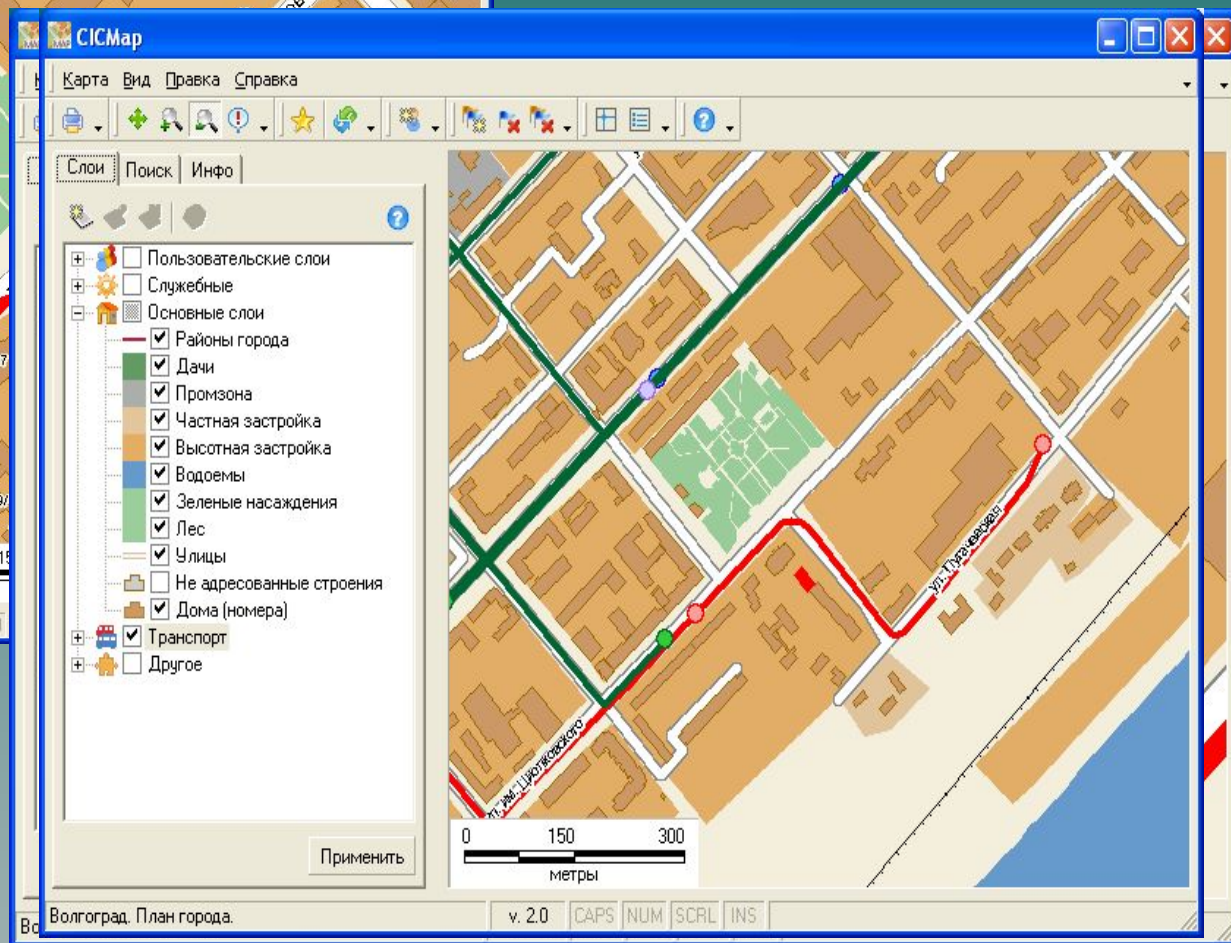 CICMap
Карта Вид Правка Справка
Слои Поиск Инфо
Пользовательские слои
Служебные
Основные слои
Районы города
Дачи
Промзона
Частная застройка
Высотная застройка
Водоемы
Зеленые насаждения
Лес
Улицы
Не адресованные строения
Дома (номера)
Транспорт
Другое
Применить
ул. Пугачевская
ул. им. Циолковского
0 150 300
метры
Волгоград. План города.
v. 2.0 CAPS NUM SCRL INS
Во